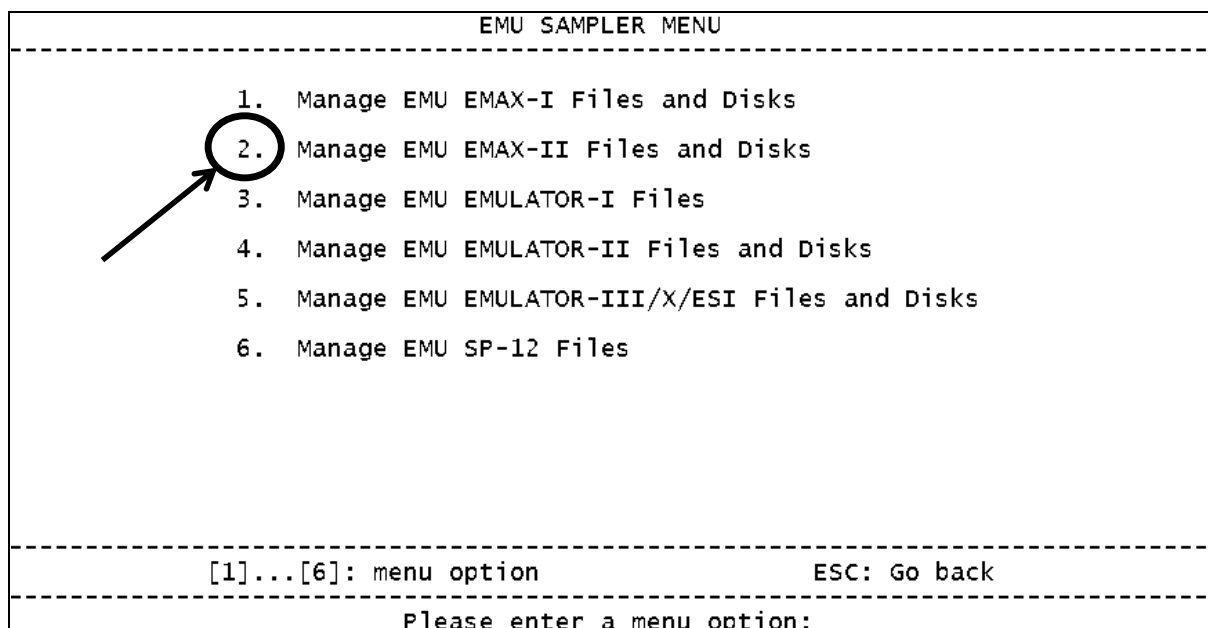 EMU SAMPLER MENU
1. Manage EMU EMAX-I Files and Disks
2. Manage EMU EMAX-II Files and Disks
3. Manage EMU EMULATOR-I Files
4. Manage EMU EMULATOR-II Files and Disks
5. Manage EMU EMULATOR-III/X/ESI Files and Disks
6. Manage EMU SP-12 Files
[1]...[6]: menu option ESC: Go back
Please enter a menu option: